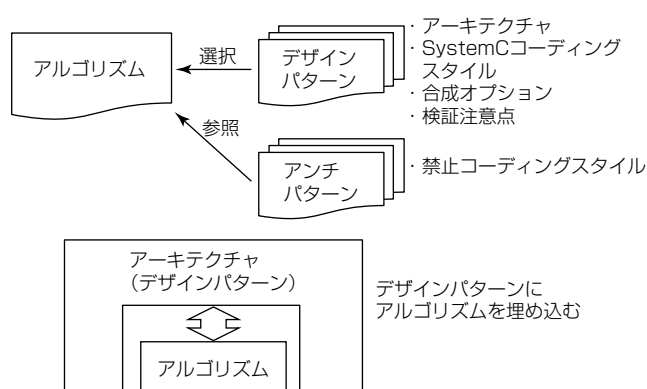 アルゴリズム
選択
デザイン
パターン
・アーキテクチャ
・SystemCコーディング
スタイル
・合成オプション
・検証注意点
参照
アンチ
パターン
・禁止コーディングスタイル
アーキテクチャ
（デザインパターン）
アルゴリズム
デザインパターンに
アルゴリズムを埋め込む